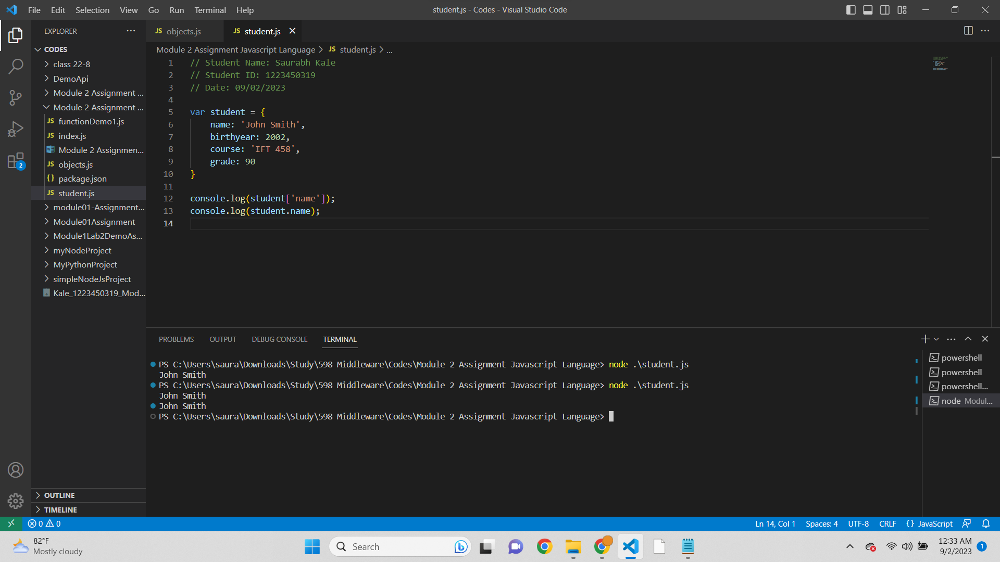 File Edit Selection View Go Run Terminal Help
student.js - Codes - Visual Studio Code
EXPLORER
CODES
class 22-8
DemoApi
Module 2 Assignment ...
Module 2 Assignment ...
JS functionDemo1.js
JS index.js
Module 2 Assignmen...
JS objects.js
{} package.json
JS student.js
module01-Assignment...
Module01Assignment
Module1Lab2DemoAs...
myNodeProject
MyPythonProject
simpleNodeJsProject
Kale_1223450319_Mod...
OUTLINE
TIMELINE
2
JS objects.js
JS student.js
Module 2 Assignment Javascript Language > JS student.js > ...
1 // Student Name: Saurabh Kale
2 // Student ID: 1223450319
3 // Date: 09/02/2023
4
5 var student = {
6 name: 'John Smith',
7 birthyear: 2002,
8 course: 'IFT 458',
9 grade: 90
10 }
11
12 console.log(student['name']);
13 console.log(student.name);
14
PROBLEMS OUTPUT DEBUG CONSOLE TERMINAL
PS C:\Users\saura\Downloads\Study\598 Middleware\Codes\Module 2 Assignment Javascript Language> node .\student.js
John Smith
PS C:\Users\saura\Downloads\Study\598 Middleware\Codes\Module 2 Assignment Javascript Language> node .\student.js
John Smith
John Smith
PS C:\Users\saura\Downloads\Study\598 Middleware\Codes\Module 2 Assignment Javascript Language>
powershell
powershell
powershell...
node Modul...
0 0
Ln 14, Col 1 Spaces: 4 UTF-8 CRLF {} JavaScript
82°F
Mostly cloudy
Search
12:33 AM
9/2/2023
1